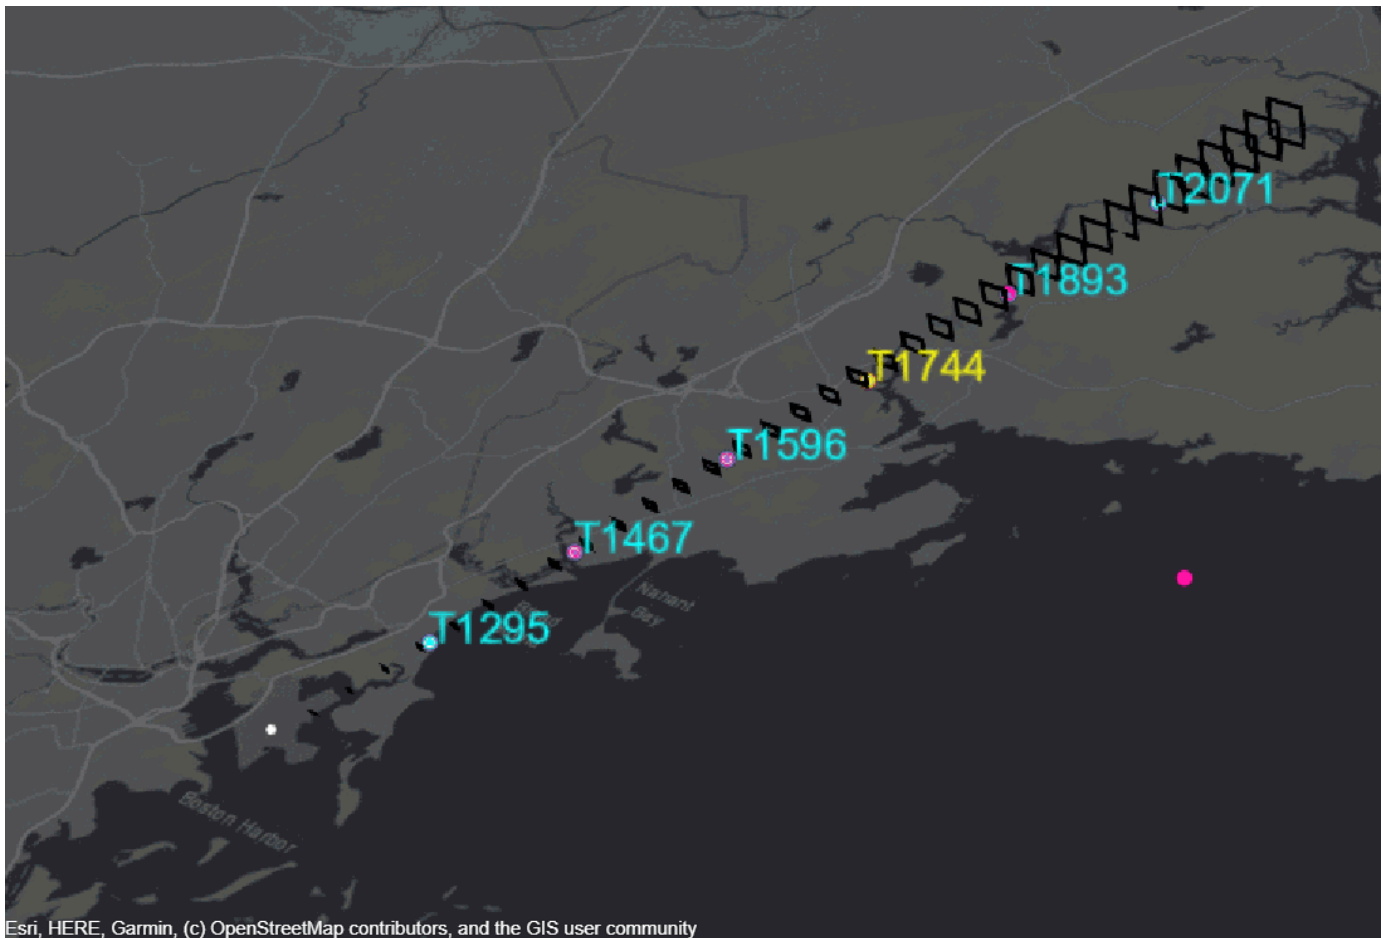 T2071
T1893
T1744
T1596
T1467
Nahant
Bay
T1295
Boston Harbor
Esri, HERE, Garmin, (c) OpenStreetMap contributors, and the GIS user community